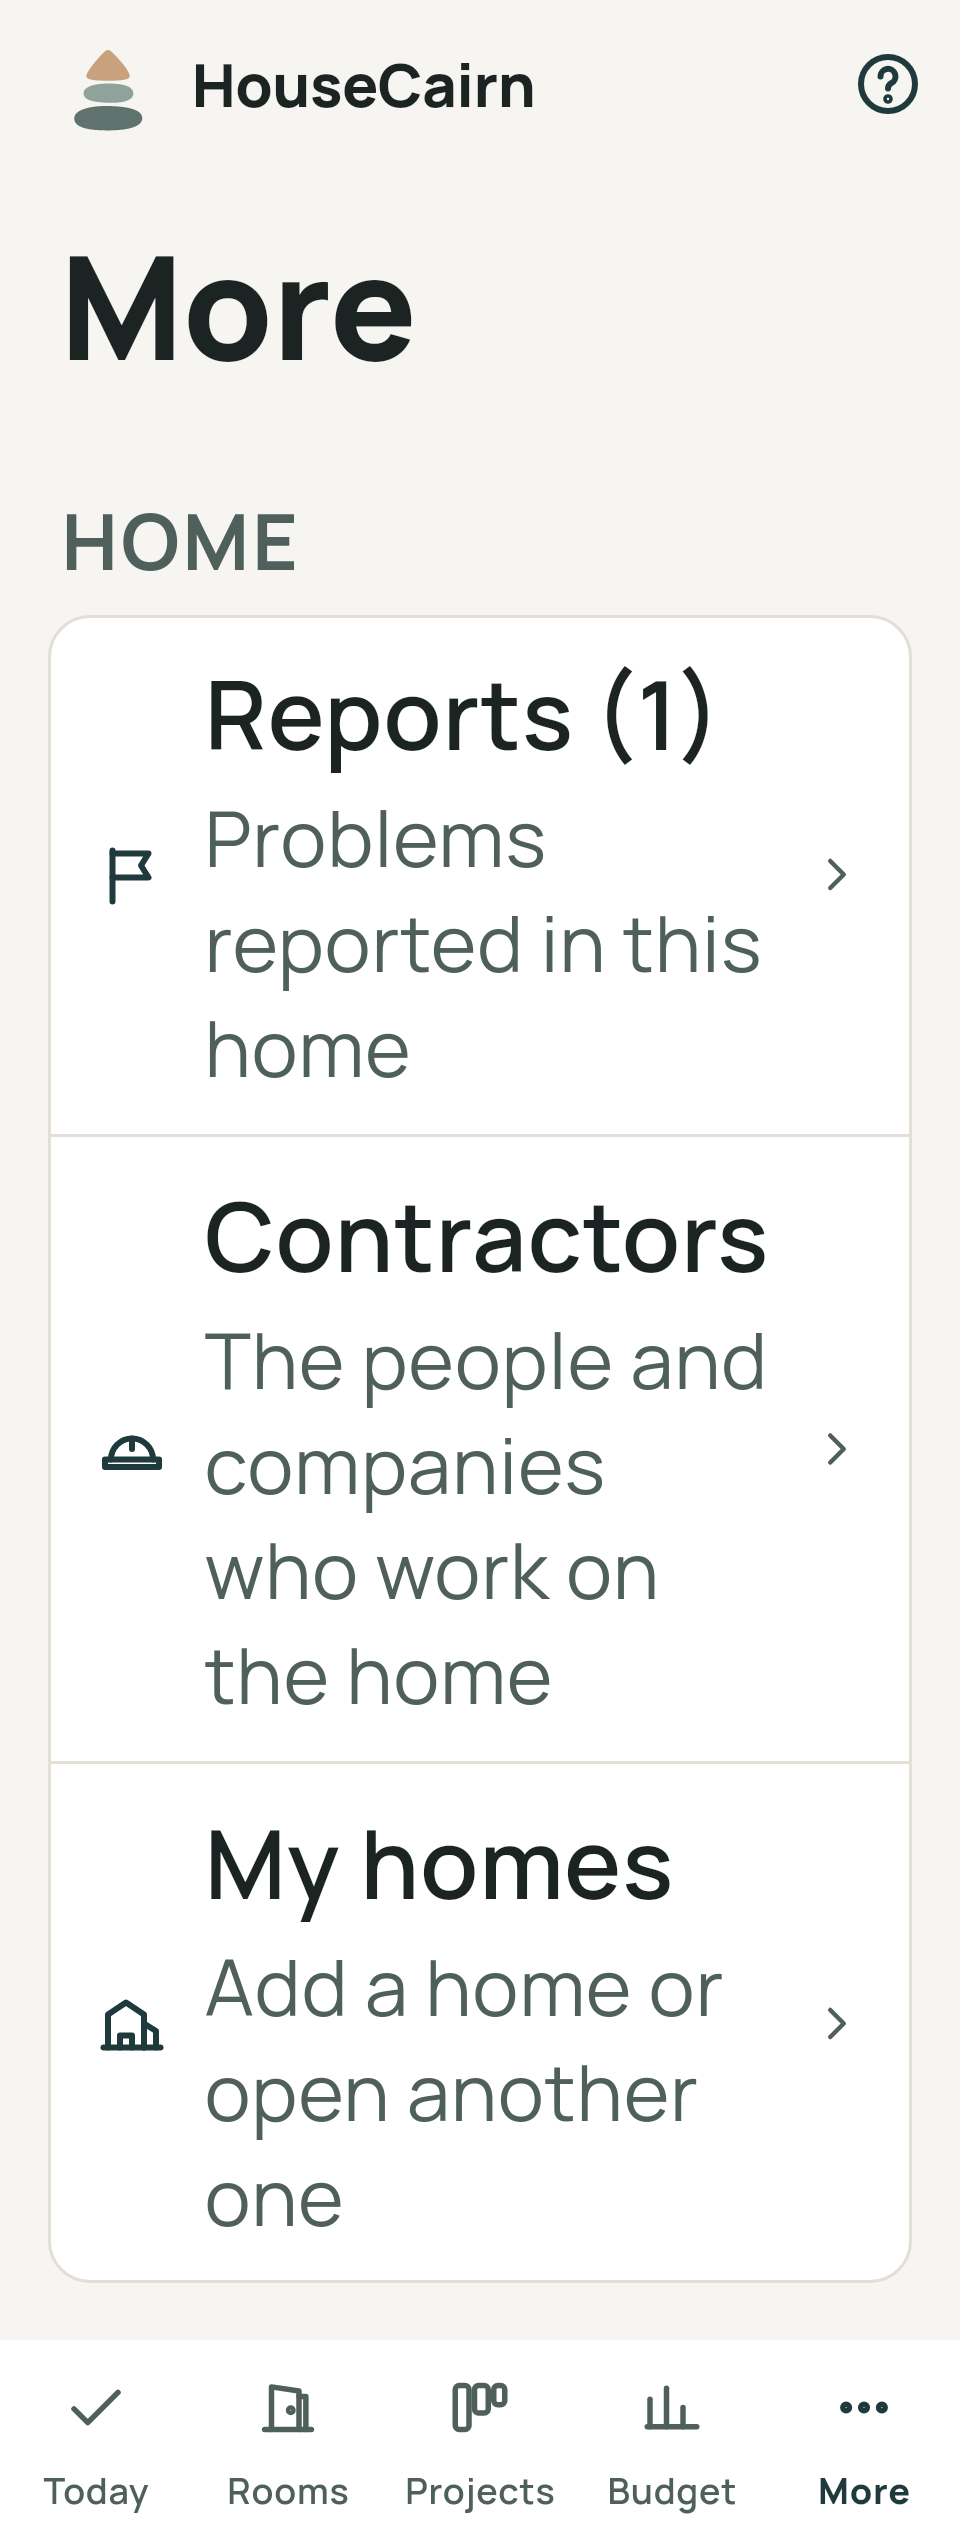 HouseCairn
More
HOME
Reports (1)
Problems
reported in this
home
Contractors
The people and
companies
who work on
the home
My homes
Add a home or
open another
one
Today
Rooms
Projects
Budget
More